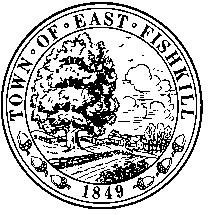 TOWN · OF · EAST · FISHKILL
1849